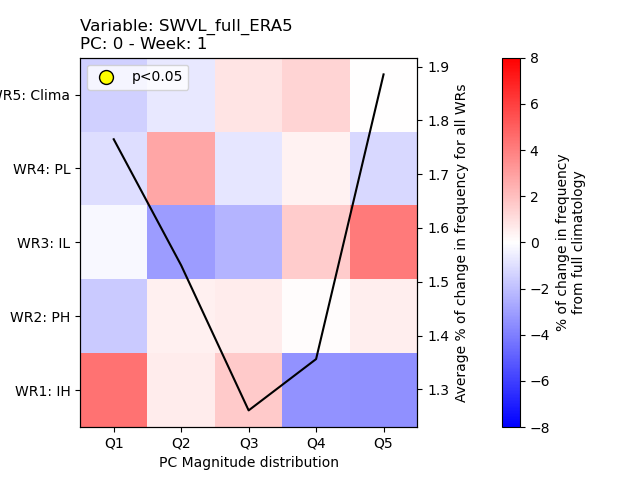 Variable: SWVL_full_ERA5
PC: 0 - Week: 1
p<0.05
WR5: Clima
WR4: PL
WR3: IL
WR2: PH
WR1: IH
Q1 Q2 Q3 Q4 Q5
PC Magnitude distribution
1.9
1.8
1.7
1.6
1.5
1.4
1.3
Average % of change in frequency for all WRs
8
6
4
2
0
−2
−4
−6
−8
% of change in frequency
from full climatology